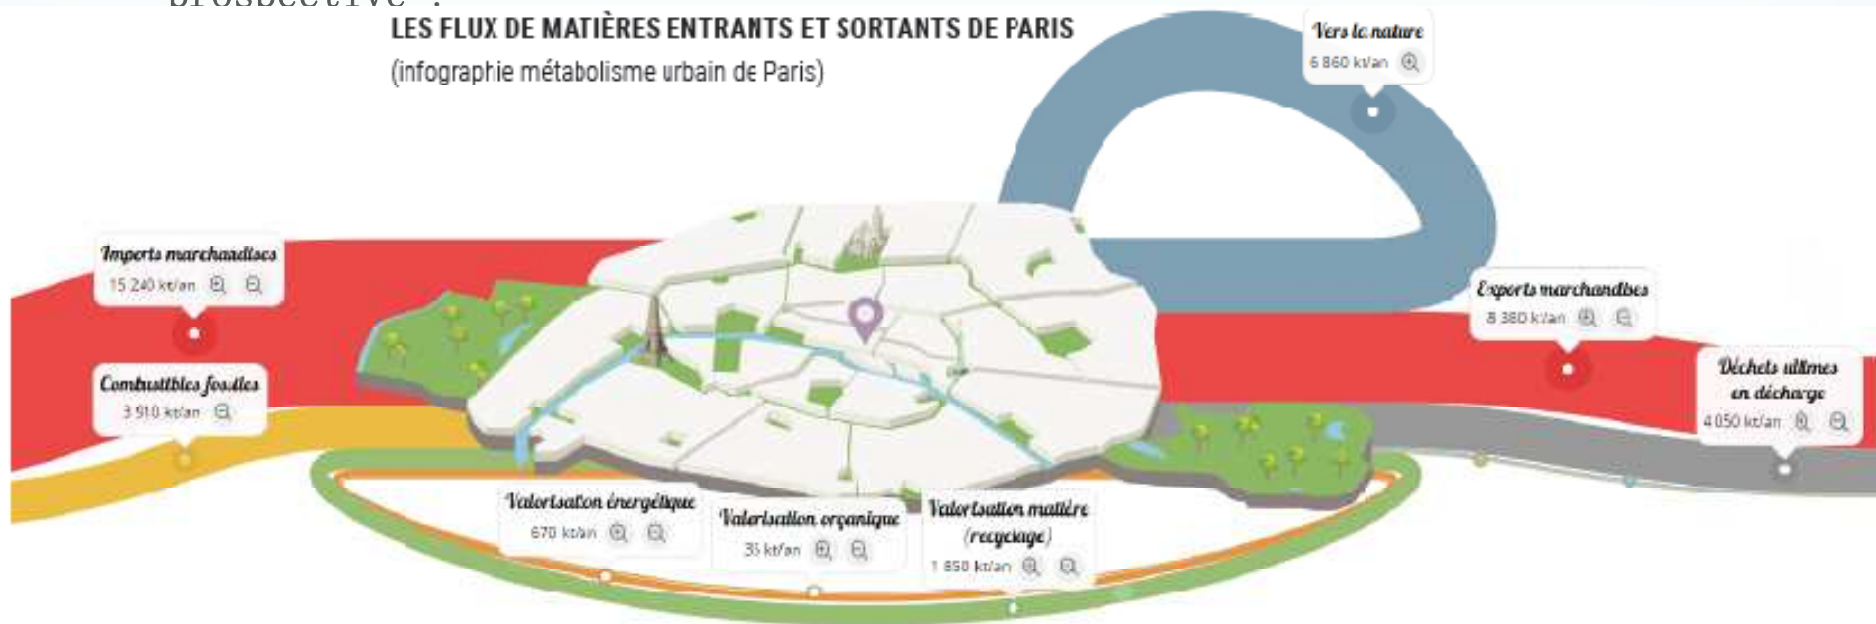 prospective :
LES FLUX DE MATIÈRES ENTRANTS ET SORTANTS DE PARIS
(infographie métabolisme urbain de Paris)
Vers la nature
6 860 kt/an
Imports marchandises
15 240 kt/an
Exports marchandises
8 380 kt/an
Combustibles fossiles
3 910 kt/an
Déchets ultimes
en décharge
4 050 kt/an
Valorisation énergétique
670 kt/an
Valorisation organique
35 kt/an
Valorisation matière
(recyclage)
1 850 kt/an